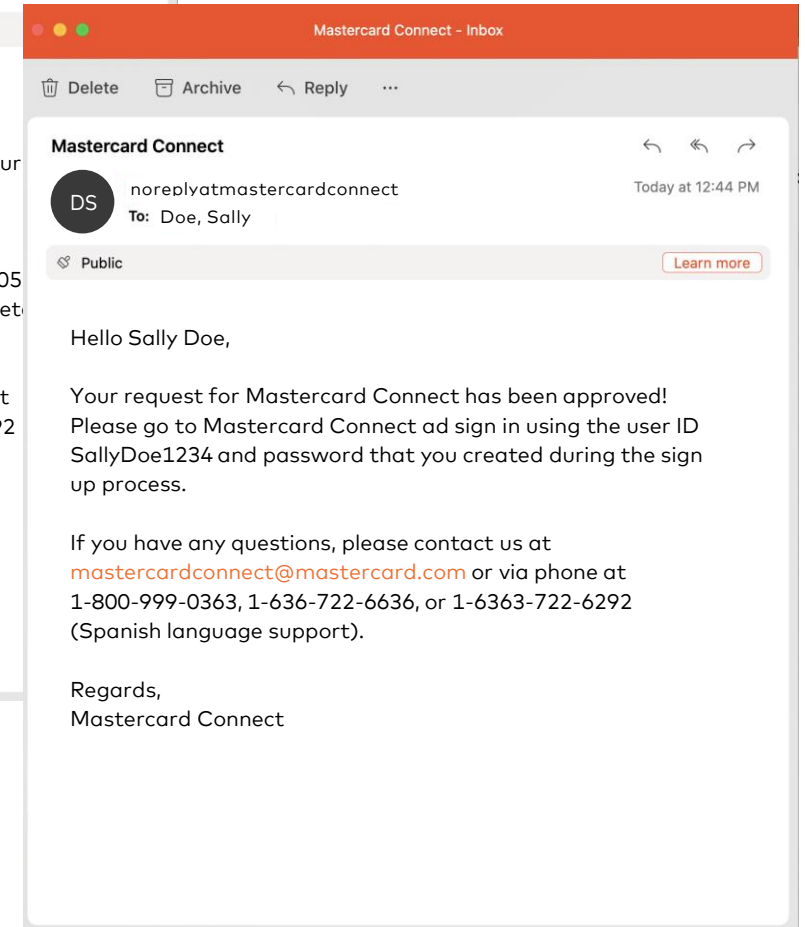 Mastercard Connect - Inbox
Delete Archive Reply ...
Mastercard Connect
DS
noreplyatmastercardconnect
Today at 12:44 PM
To: Doe, Sally
Public
Learn more
Hello Sally Doe,
Your request for Mastercard Connect has been approved!
Please go to Mastercard Connect ad sign in using the user ID
SallyDoe1234 and password that you created during the sign
up process.
If you have any questions, please contact us at
mastercardconnect@mastercard.com or via phone at
1-800-999-0363, 1-636-722-6636, or 1-6363-722-6292
(Spanish language support).
Regards,
Mastercard Connect